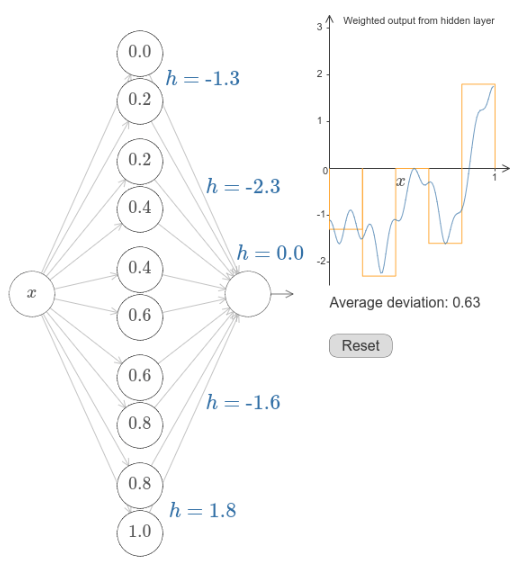 0.0
h = -1.3
0.2
0.2
h = -2.3
0.4
h = 0.0
0.4
x
0.6
0.6
h = -1.6
0.8
0.8
h = 1.8
1.0
Weighted output from hidden layer
3
2
1
0
x
1
-1
-2
Average deviation: 0.63
Reset